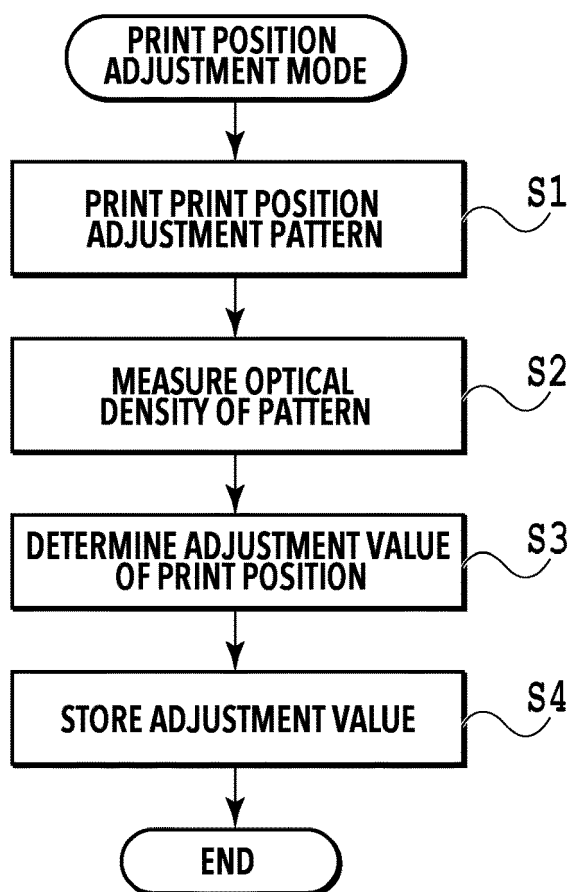 PRINT POSITION
ADJUSTMENT MODE
PRINT PRINT POSITION
ADJUSTMENT PATTERN
S1
MEASURE OPTICAL
DENSITY OF PATTERN
S2
DETERMINE ADJUSTMENT VALUE
OF PRINT POSITION
S3
STORE ADJUSTMENT VALUE
S4
END